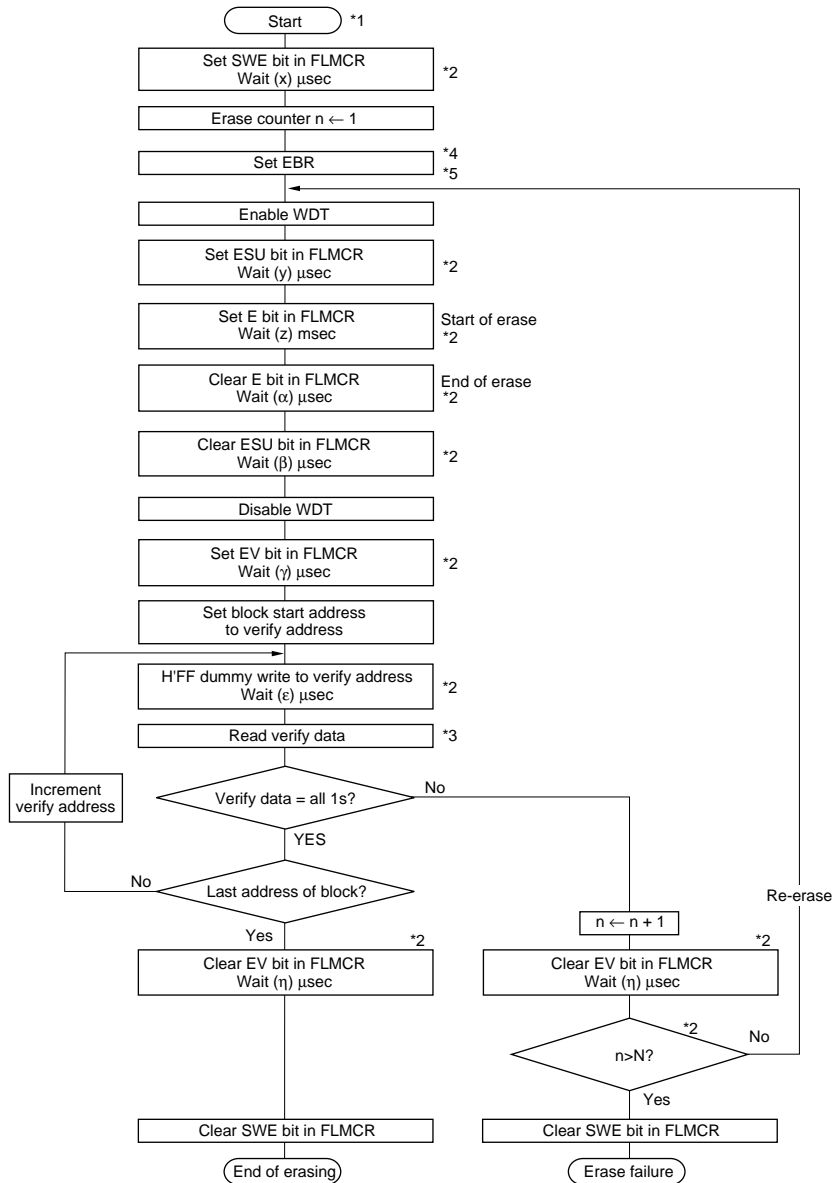 Start
*1
Set SWE bit in FLMCR
Wait (x) μsec
*2
Erase counter n ← 1
Set EBR
*4
*5
Enable WDT
Set ESU bit in FLMCR
Wait (y) μsec
*2
Set E bit in FLMCR
Wait (z) msec
Start of erase
*2
Clear E bit in FLMCR
Wait (α) μsec
End of erase
*2
Clear ESU bit in FLMCR
Wait (β) μsec
*2
Disable WDT
Set EV bit in FLMCR
Wait (γ) μsec
*2
Set block start address
to verify address
H'FF dummy write to verify address
Wait (ε) μsec
*2
Read verify data
*3
Increment
verify address
Verify data = all 1s?
No
YES
No
Last address of block?
Re-erase
Yes
*2
n ← n + 1
*2
Clear EV bit in FLMCR
Wait (η) μsec
Clear EV bit in FLMCR
Wait (η) μsec
*2
No
n>N?
Yes
Clear SWE bit in FLMCR
Clear SWE bit in FLMCR
End of erasing
Erase failure